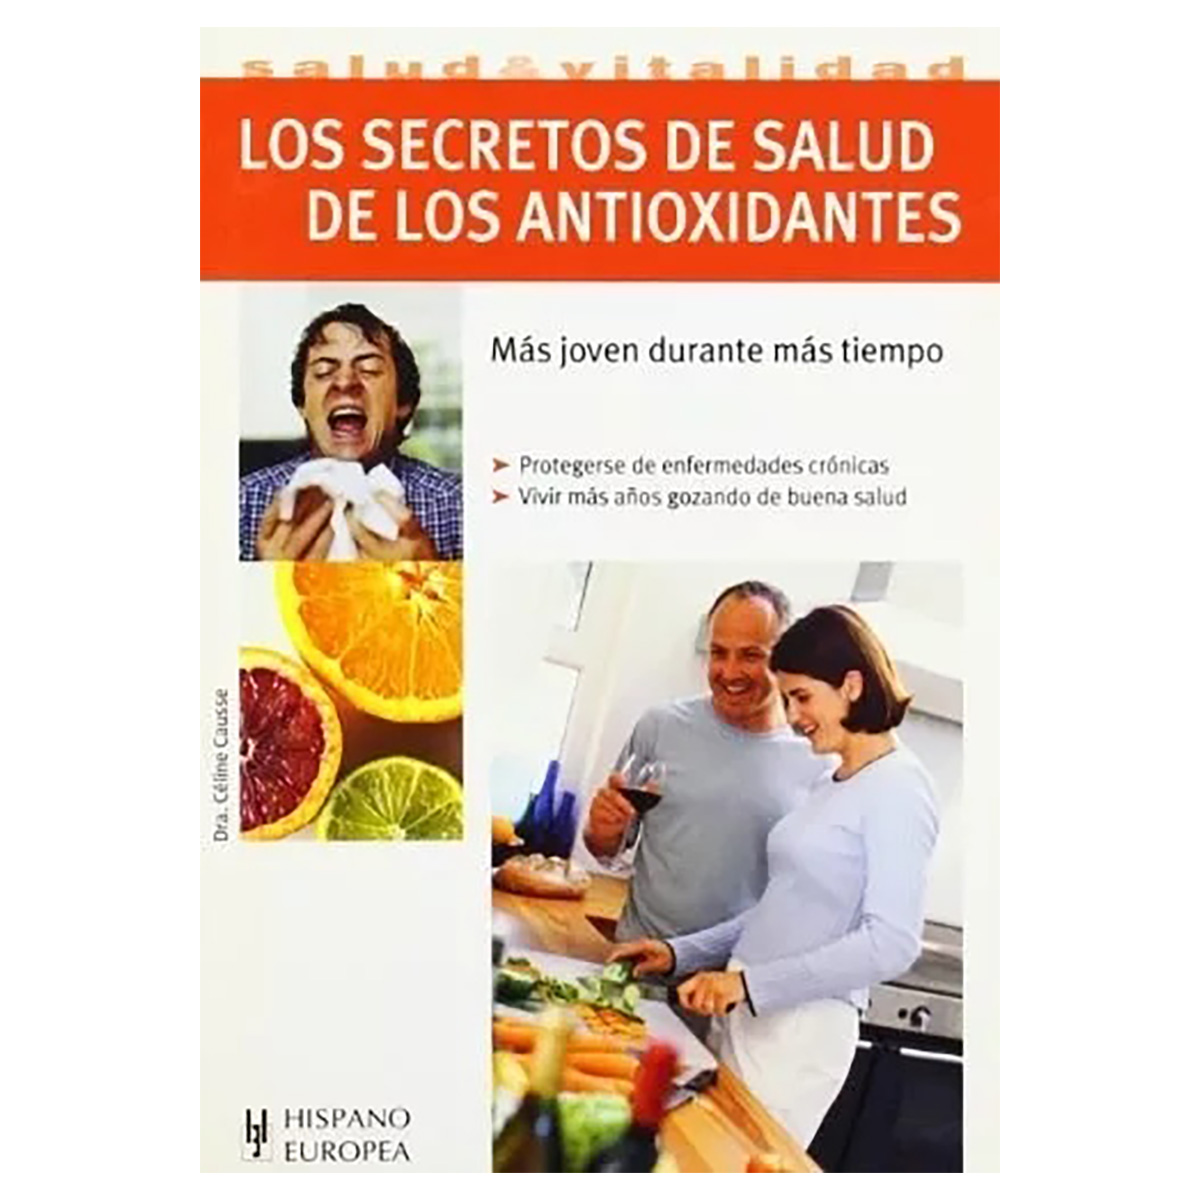 salud&vitalidad
LOS SECRETOS DE SALUD
DE LOS ANTIOXIDANTES
Más joven durante más tiempo
➤ Protegerse de enfermedades crónicas
➤ Vivir más años gozando de buena salud
Dra. Céline Causse
HISPANO
EUROPEA